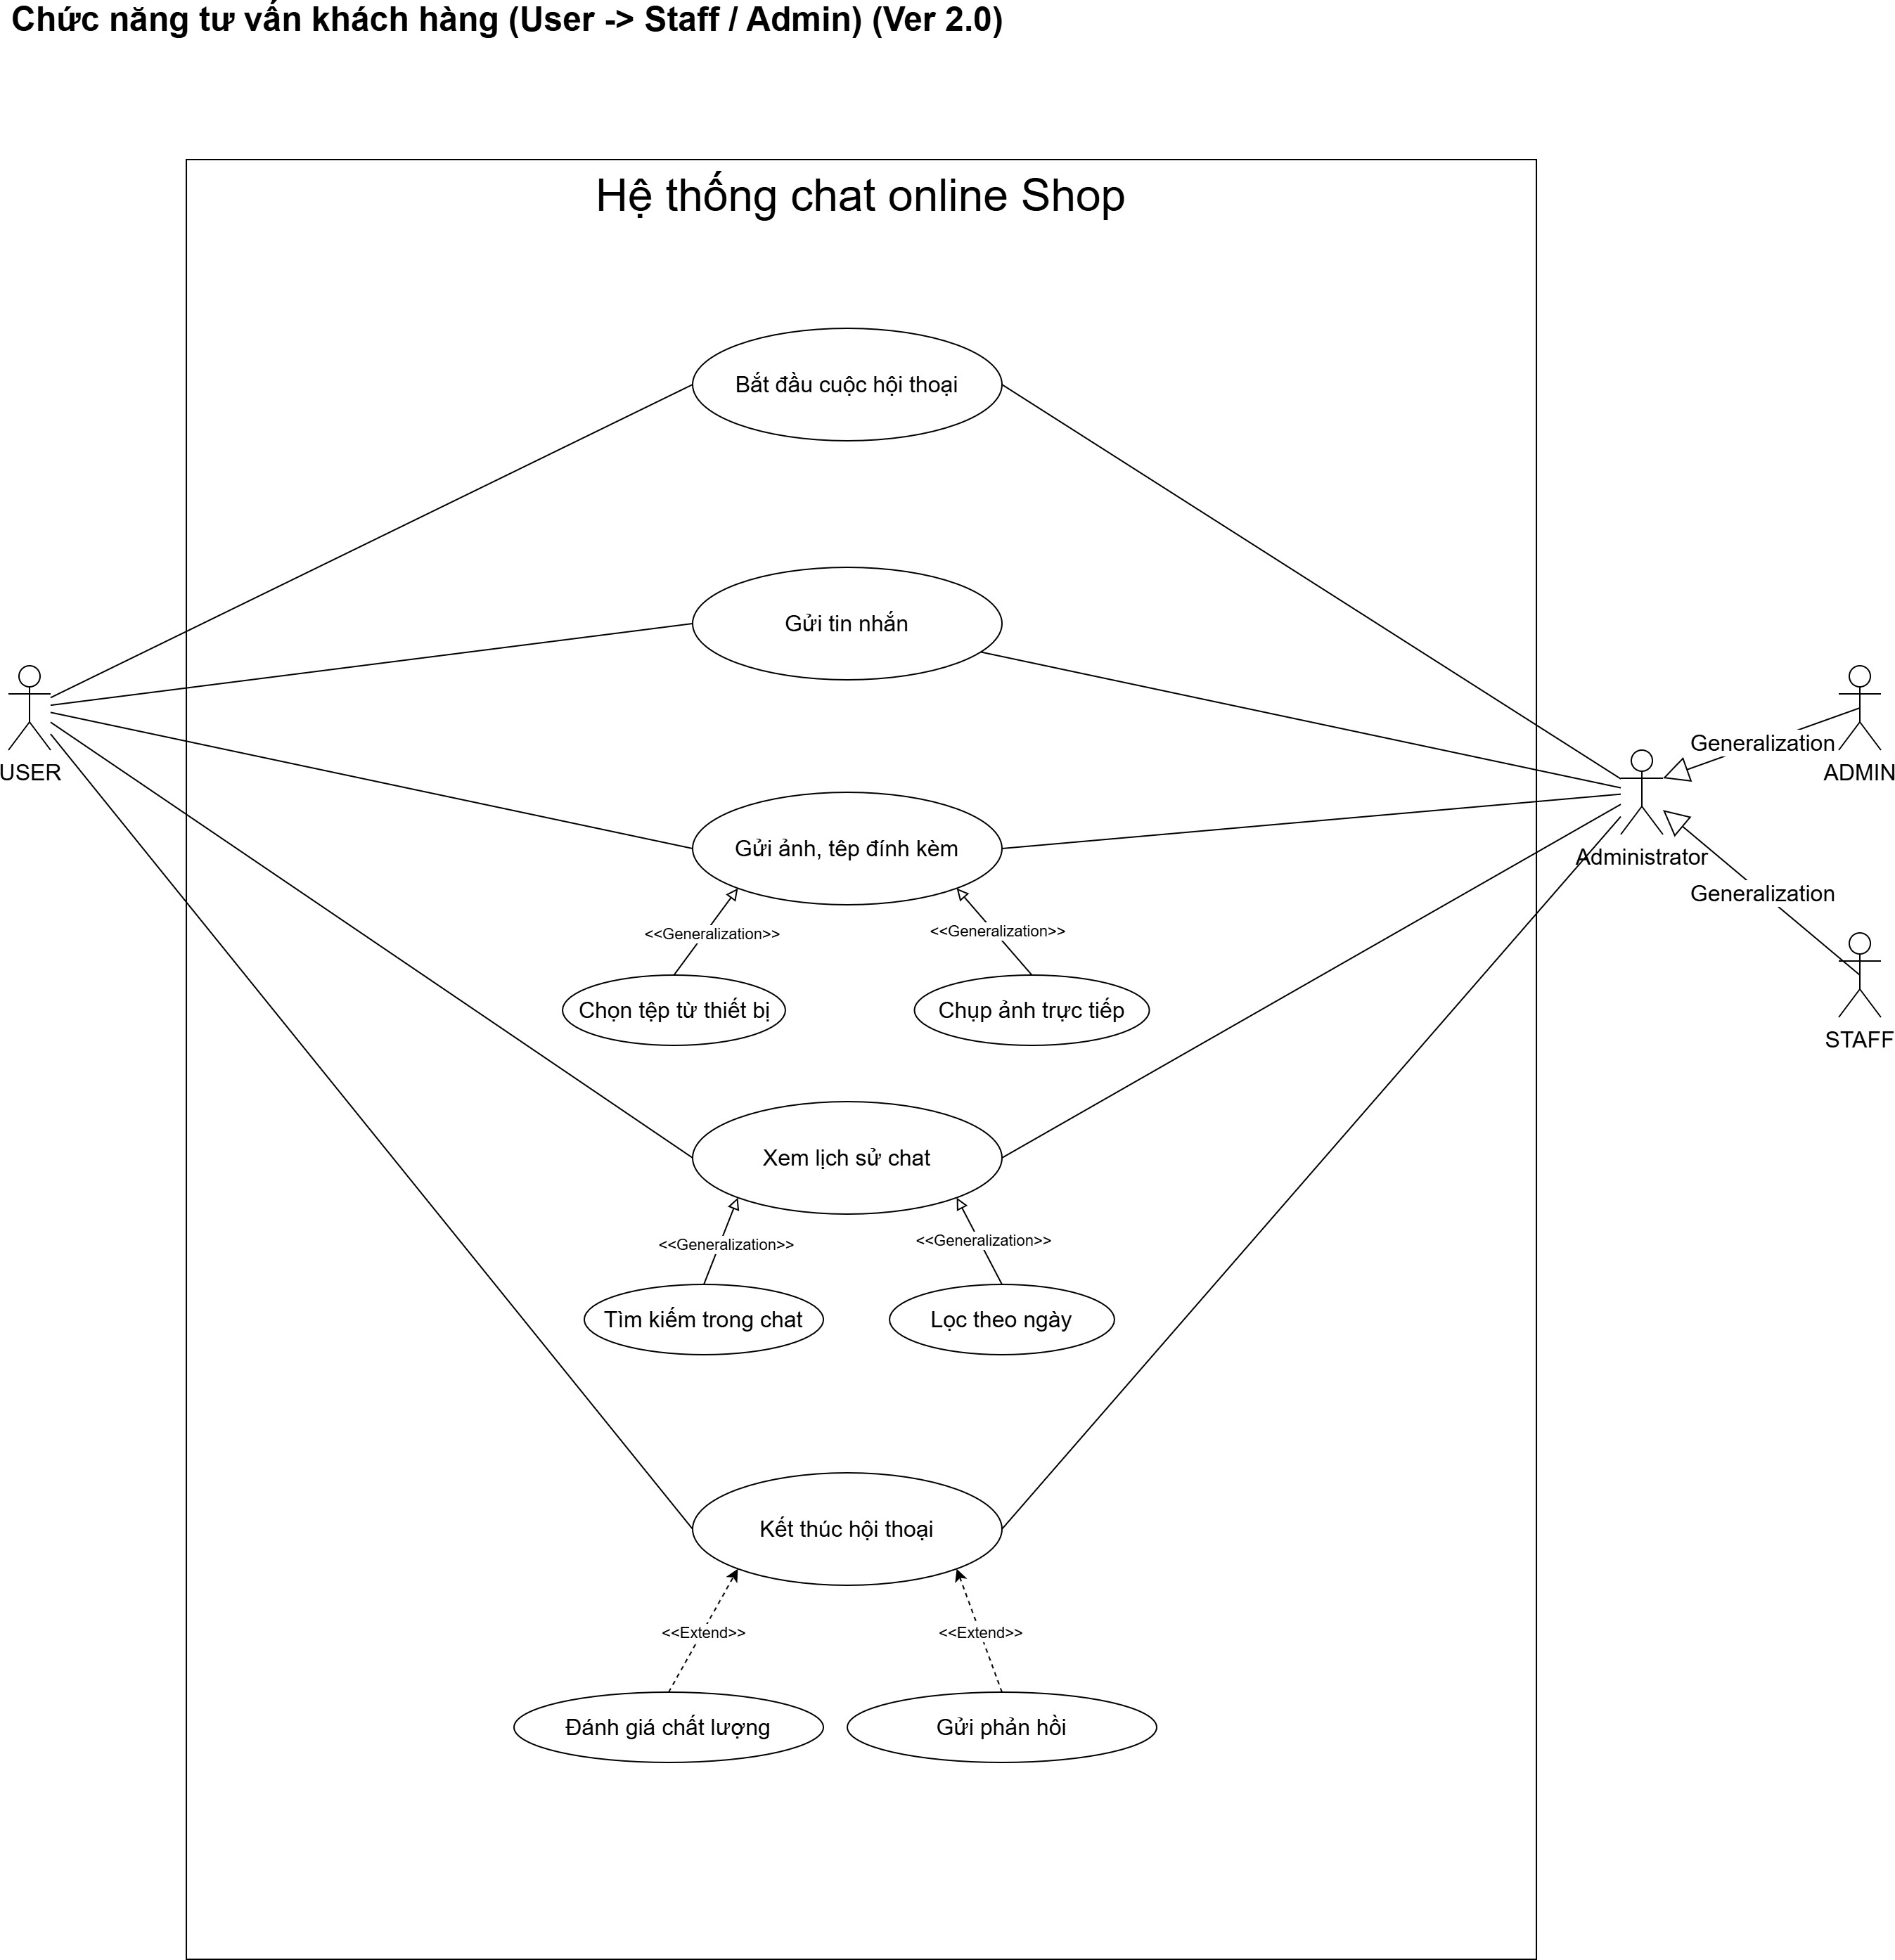 Chức năng tư vấn khách hàng (User -> Staff / Admin) (Ver 2.0)
Hệ thống chat online Shop
Bắt đầu cuộc hội thoại
Gửi tin nhắn
USER
Generalization
ADMIN
Gửi ảnh, têp đính kèm
Administrator
Generalization
<<Generalization>>
<<Generalization>>
Chọn tệp từ thiết bị
Chụp ảnh trực tiếp
STAFF
Xem lịch sử chat
<<Generalization>>
<<Generalization>>
Tìm kiếm trong chat
Lọc theo ngày
Kết thúc hội thoại
<<Extend>>
<<Extend>>
Đánh giá chất lượng
Gửi phản hồi